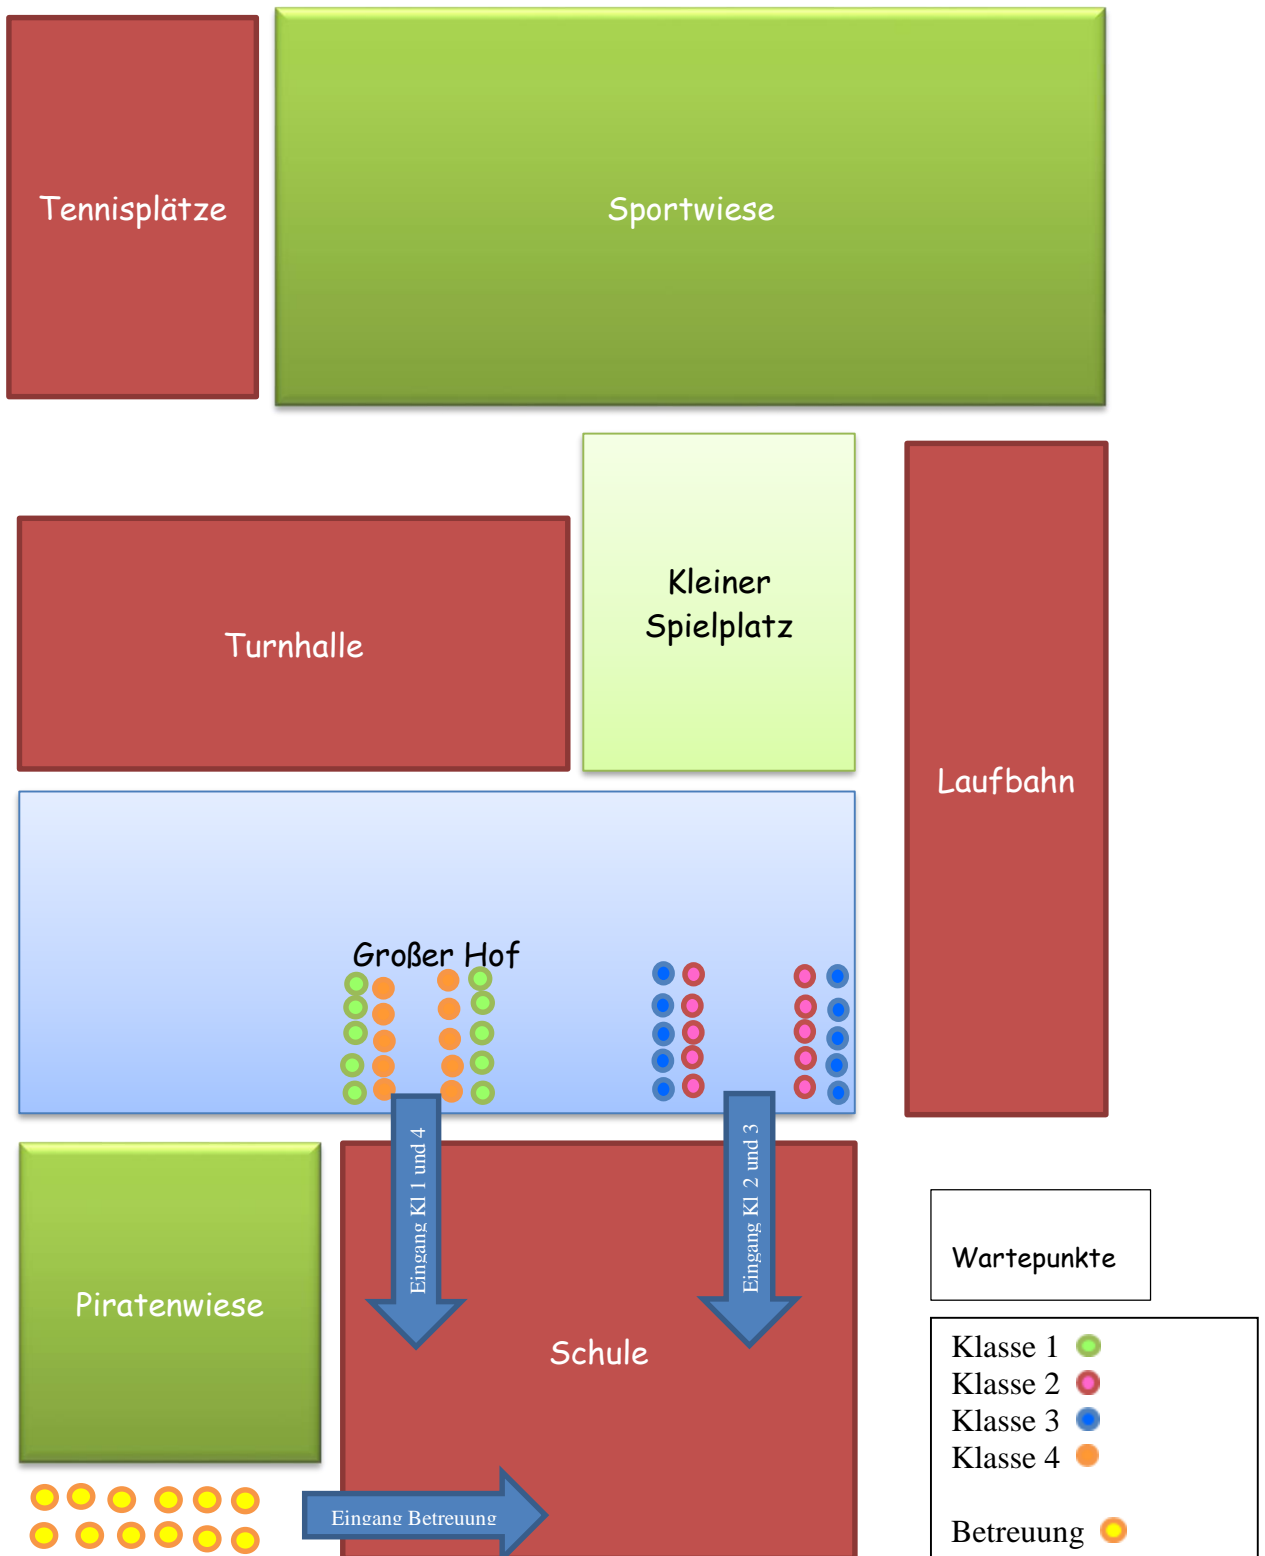 Tennisplätze
Sportwiese
Kleiner
Spielplatz
Turnhalle
Laufbahn
Großer Hof
Eingang Kl 1 und 4
Eingang Kl 2 und 3
Piratenwiese
Schule
Eingang Betreuung
Wartepunkte
Klasse 1
Klasse 2
Klasse 3
Klasse 4
Betreuung